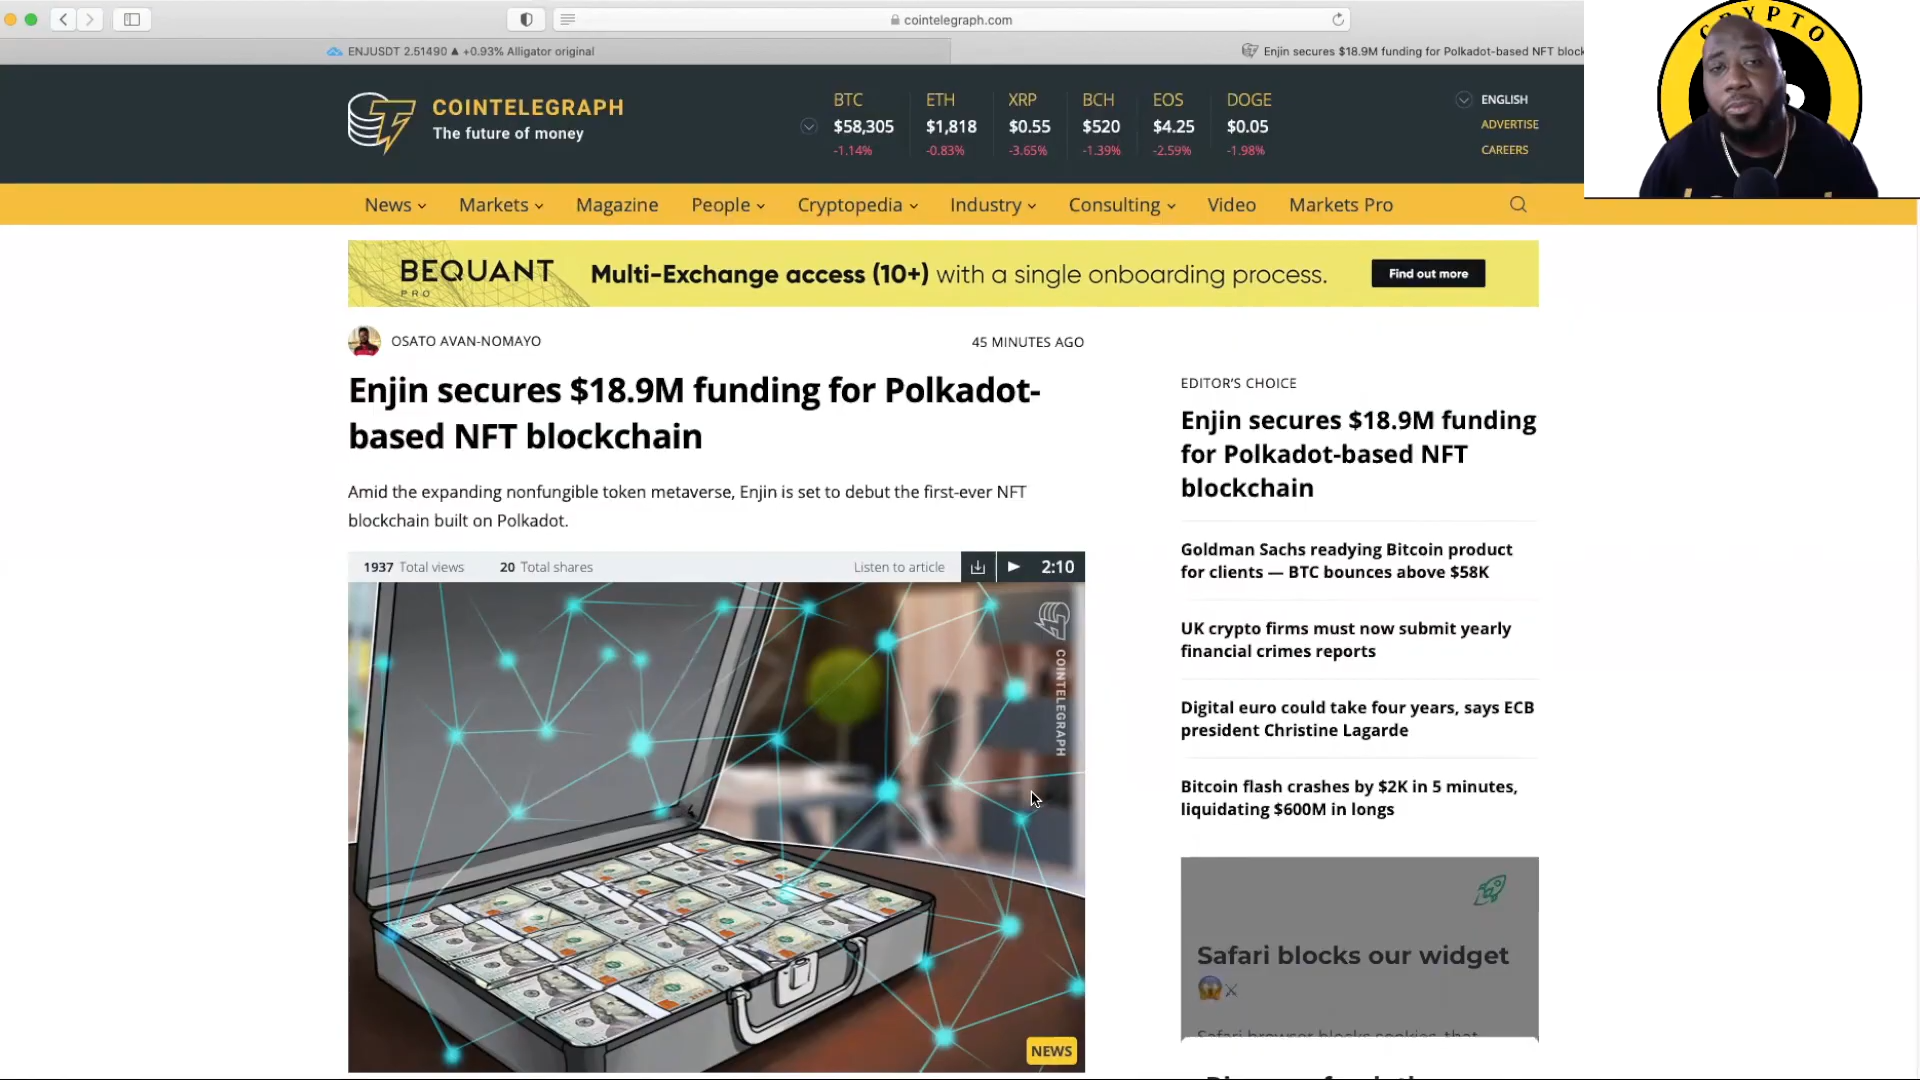 cointelegraph.com
ENJUSDT 2.51490 ▲ +0.93% Alligator original
Enjin secures $18.9M funding for Polkadot-based NFT block
CRYPTO
COINTELEGRAPH
The future of money
BTC ETH XRP BCH EOS DOGE
$58,305 $1,818 $0.55 $520 $4.25 $0.05
-1.14% -0.83% -3.65% -1.39% -2.59% -1.98%
ENGLISH
ADVERTISE
CAREERS
News Markets Magazine People Cryptopedia Industry Consulting Video Markets Pro
BEQUANT
PRO
Multi-Exchange access (10+) with a single onboarding process.
Find out more
OSATO AVAN-NOMAYO
45 MINUTES AGO
Enjin secures $18.9M funding for Polkadot-
based NFT blockchain
Amid the expanding nonfungible token metaverse, Enjin is set to debut the first-ever NFT
blockchain built on Polkadot.
1937 Total views 20 Total shares Listen to article 2:10
COINTELEGRAPH
NEWS
EDITOR'S CHOICE
Enjin secures $18.9M funding
for Polkadot-based NFT
blockchain
Goldman Sachs readying Bitcoin product
for clients — BTC bounces above $58K
UK crypto firms must now submit yearly
financial crimes reports
Digital euro could take four years, says ECB
president Christine Lagarde
Bitcoin flash crashes by $2K in 5 minutes,
liquidating $600M in longs
Safari blocks our widget
😱⚔
Safari browser blocks cookies, that